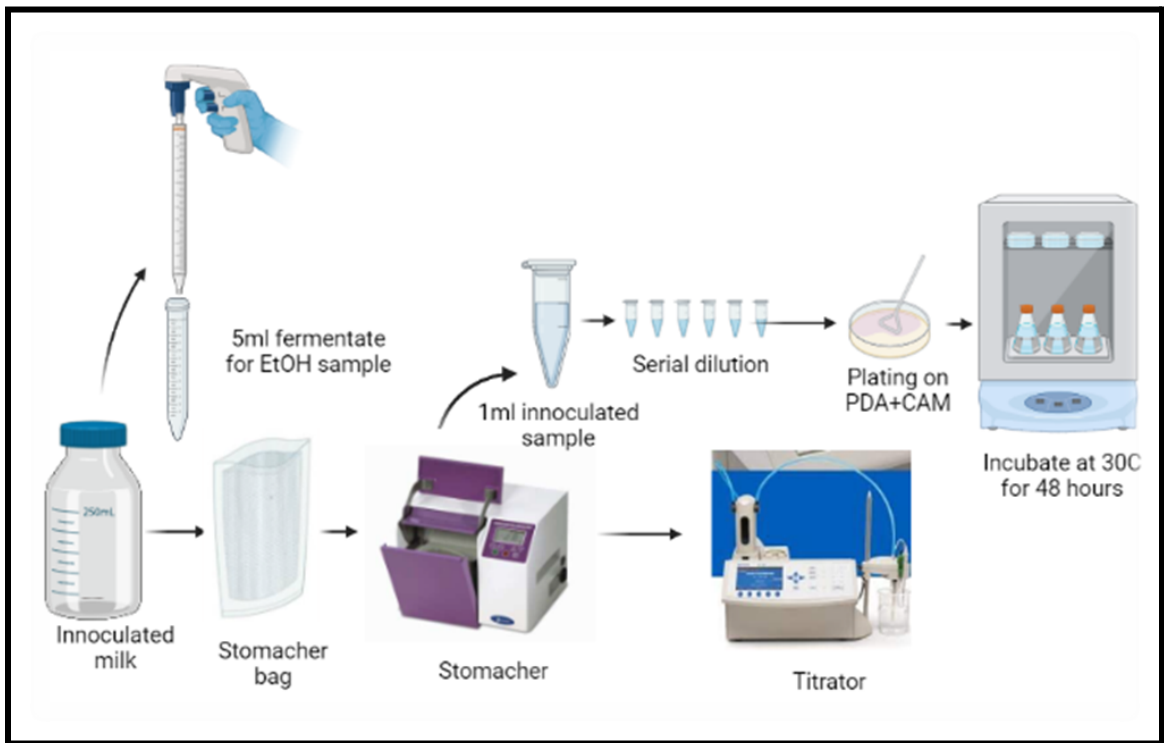 5ml fermentate
for EtOH sample
1ml innoculated
sample
Serial dilution
Plating on
PDA+CAM
Incubate at 30C
for 48 hours
250mL
Innoculated
milk
Stomacher
bag
Stomacher
Titrator